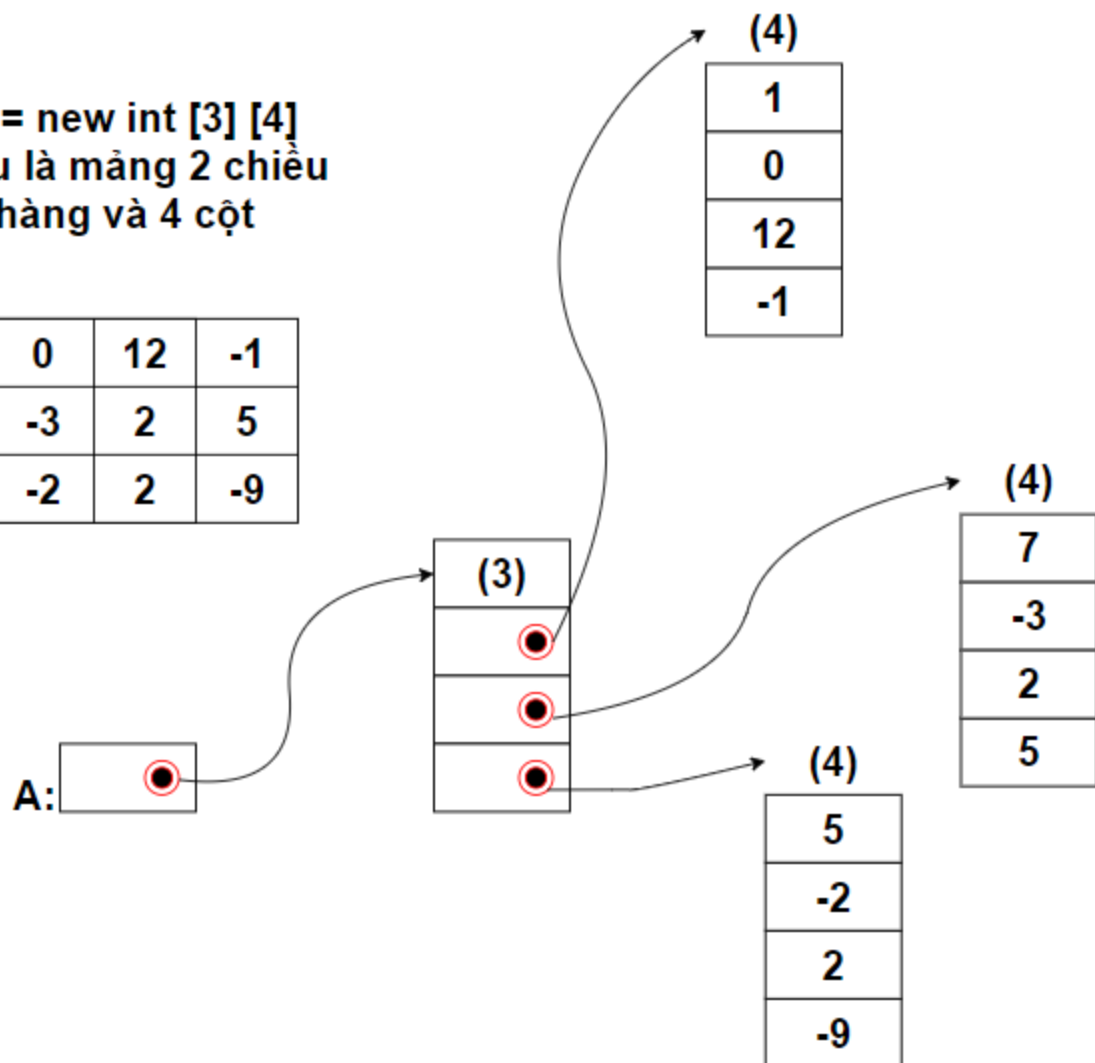 = new int [3] [4]
là mảng 2 chiều
hàng và 4 cột
0 12 -1
-3 2 5
-2 2 -9
(4)
1
0
12
-1
(3)
A:
(4)
7
-3
2
5
(4)
5
-2
2
-9